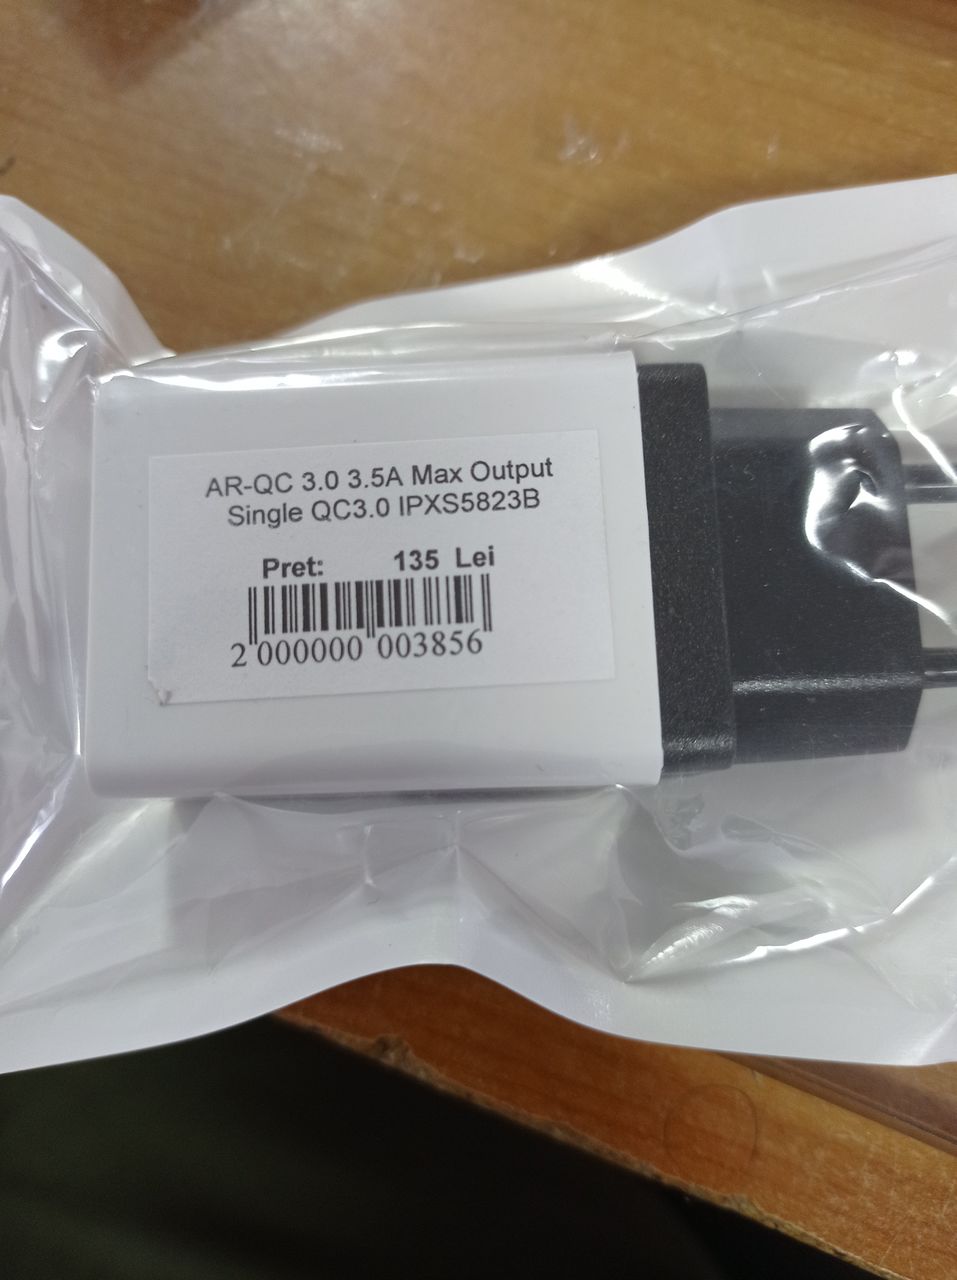 AR-QC 3.0 3.5A Max Output
Single QC3.0 IPXS5823B
Pret: 135 Lei
2 000000 003856